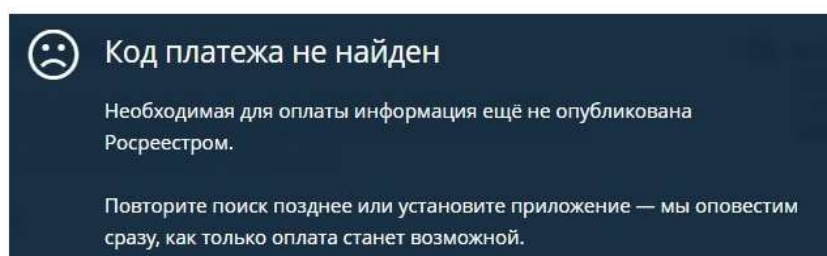 Код платежа не найден
Необходимая для оплаты информация ещё не опубликована
Росреестром.
Повторите поиск позднее или установите приложение — мы оповестим
сразу, как только оплата станет возможной.